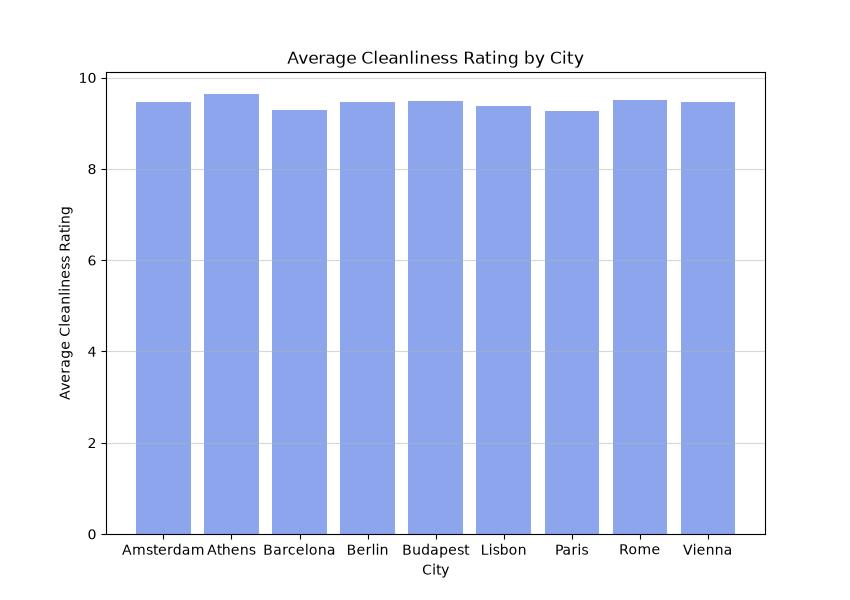 Average Cleanliness Rating by City
Average Cleanliness Rating
10
8
6
4
2
0
Amsterdam Athens Barcelona Berlin Budapest Lisbon Paris Rome Vienna
City